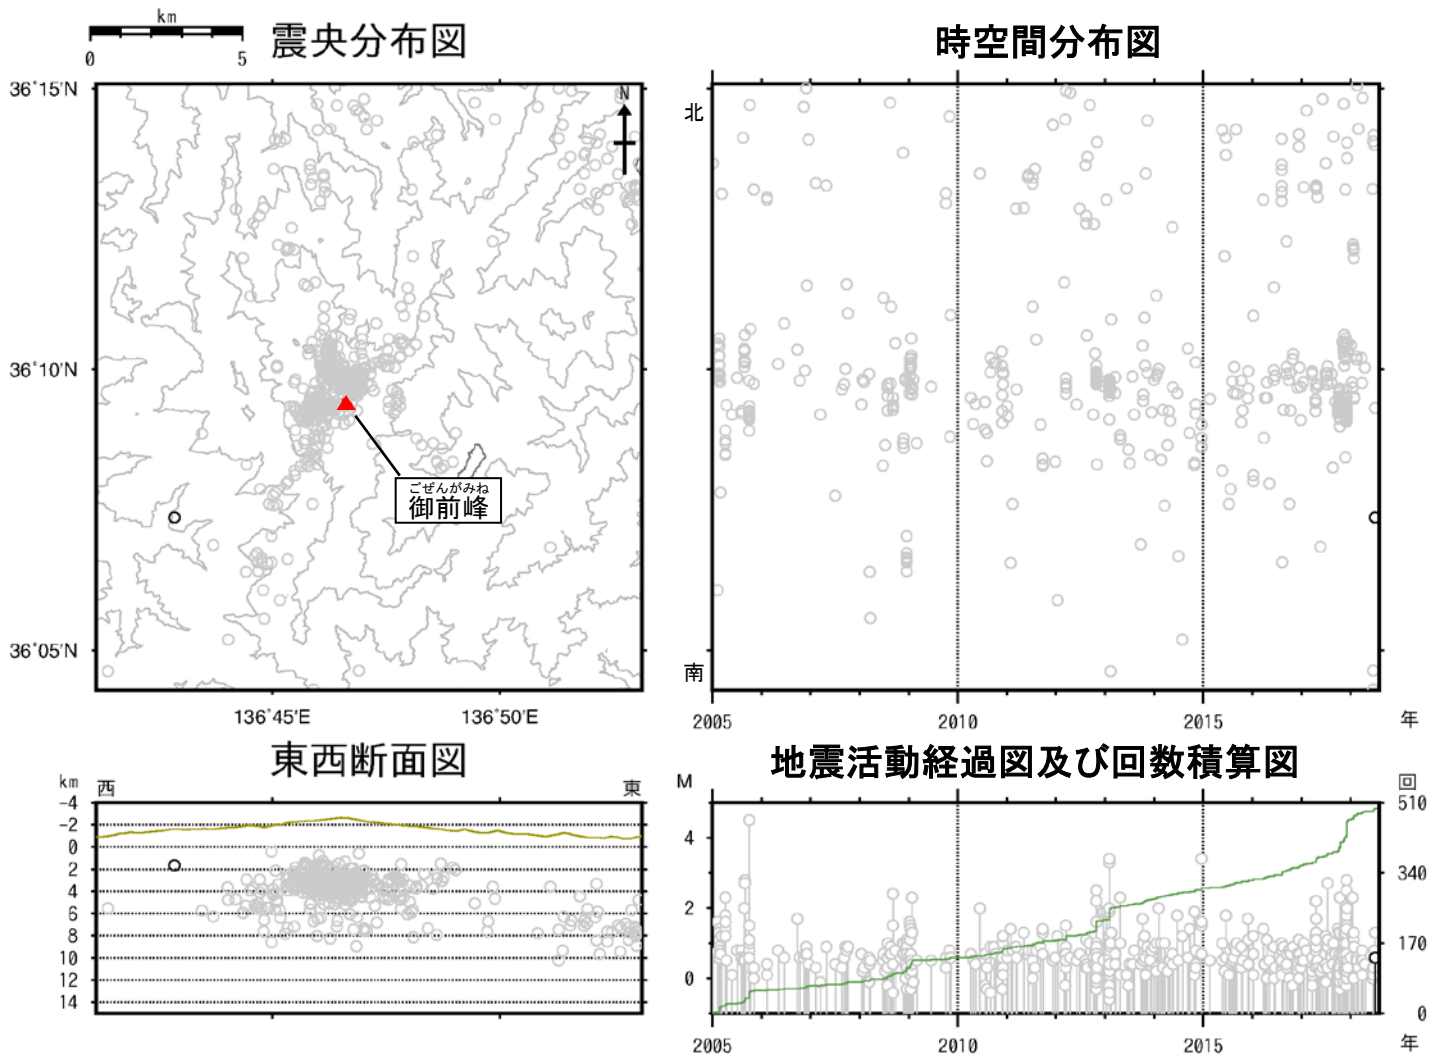 km
0 5
震央分布図
36°15′N
36°10′N
36°05′N
N
ごぜんがみね
御前峰
136°45′E 136°50′E
時空間分布図
北
南
2005 2010 2015 年
東西断面図
km 西 東
-4
-2
0
2
4
6
8
10
12
14
地震活動経過図及び回数積算図
M 回
4
2
0
510
340
170
0
2005 2010 2015 年